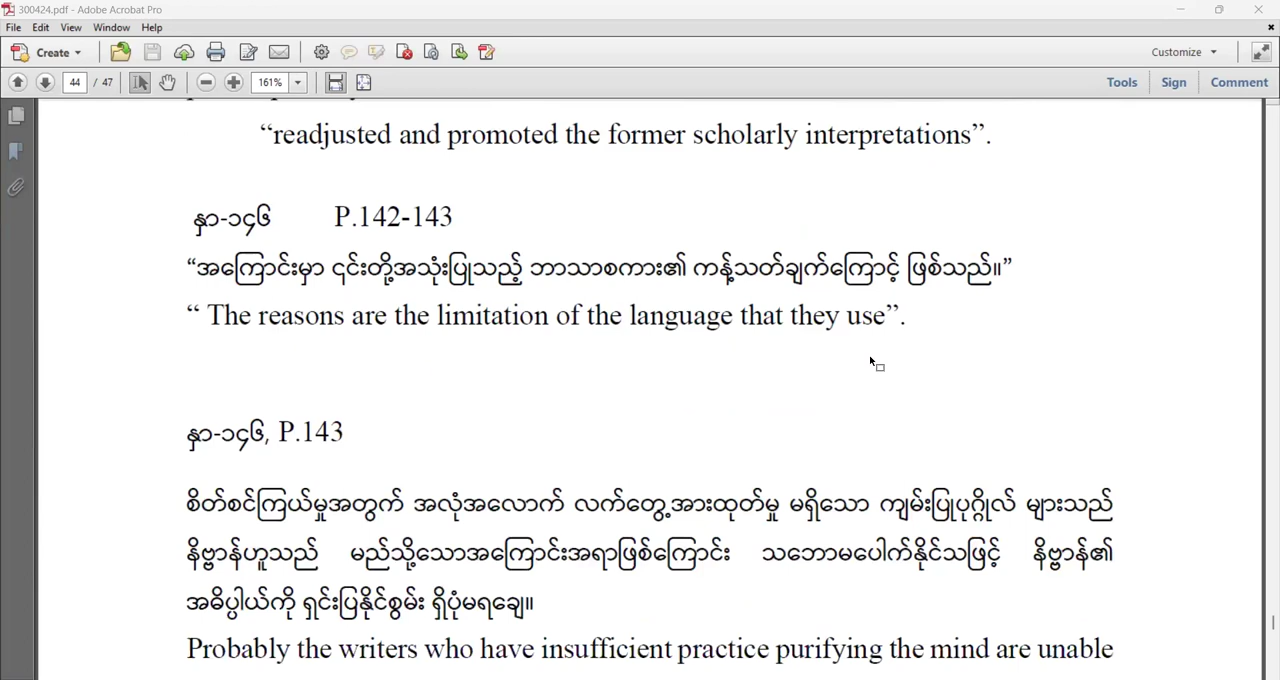 300424.pdf - Adobe Acrobat Pro
File Edit View Window Help
Create Customize
44 / 47 161% Tools Sign Comment
“readjusted and promoted the former scholarly interpretations”.
နှာ-၁၄၆ P.142-143
“အကြောင်းမှာ ၎င်းတို့အသုံးပြုသည့် ဘာသာစကား၏ ကန့်သတ်ချက်ကြောင့် ဖြစ်သည်။”
“ The reasons are the limitation of the language that they use”.
နှာ-၁၄၆, P.143
စိတ်စင်ကြယ်မှုအတွက် အလုံအလောက် လက်တွေ့အားထုတ်မှု မရှိသော ကျမ်းပြုပုဂ္ဂိုလ် များသည်
နိဗ္ဗာန်ဟူသည် မည်သို့သောအကြောင်းအရာဖြစ်ကြောင်း သဘောမပေါက်နိုင်သဖြင့် နိဗ္ဗာန်၏
အဓိပ္ပါယ်ကို ရှင်းပြနိုင်စွမ်း ရှိပုံမရချေ။
Probably the writers who have insufficient practice purifying the mind are unable